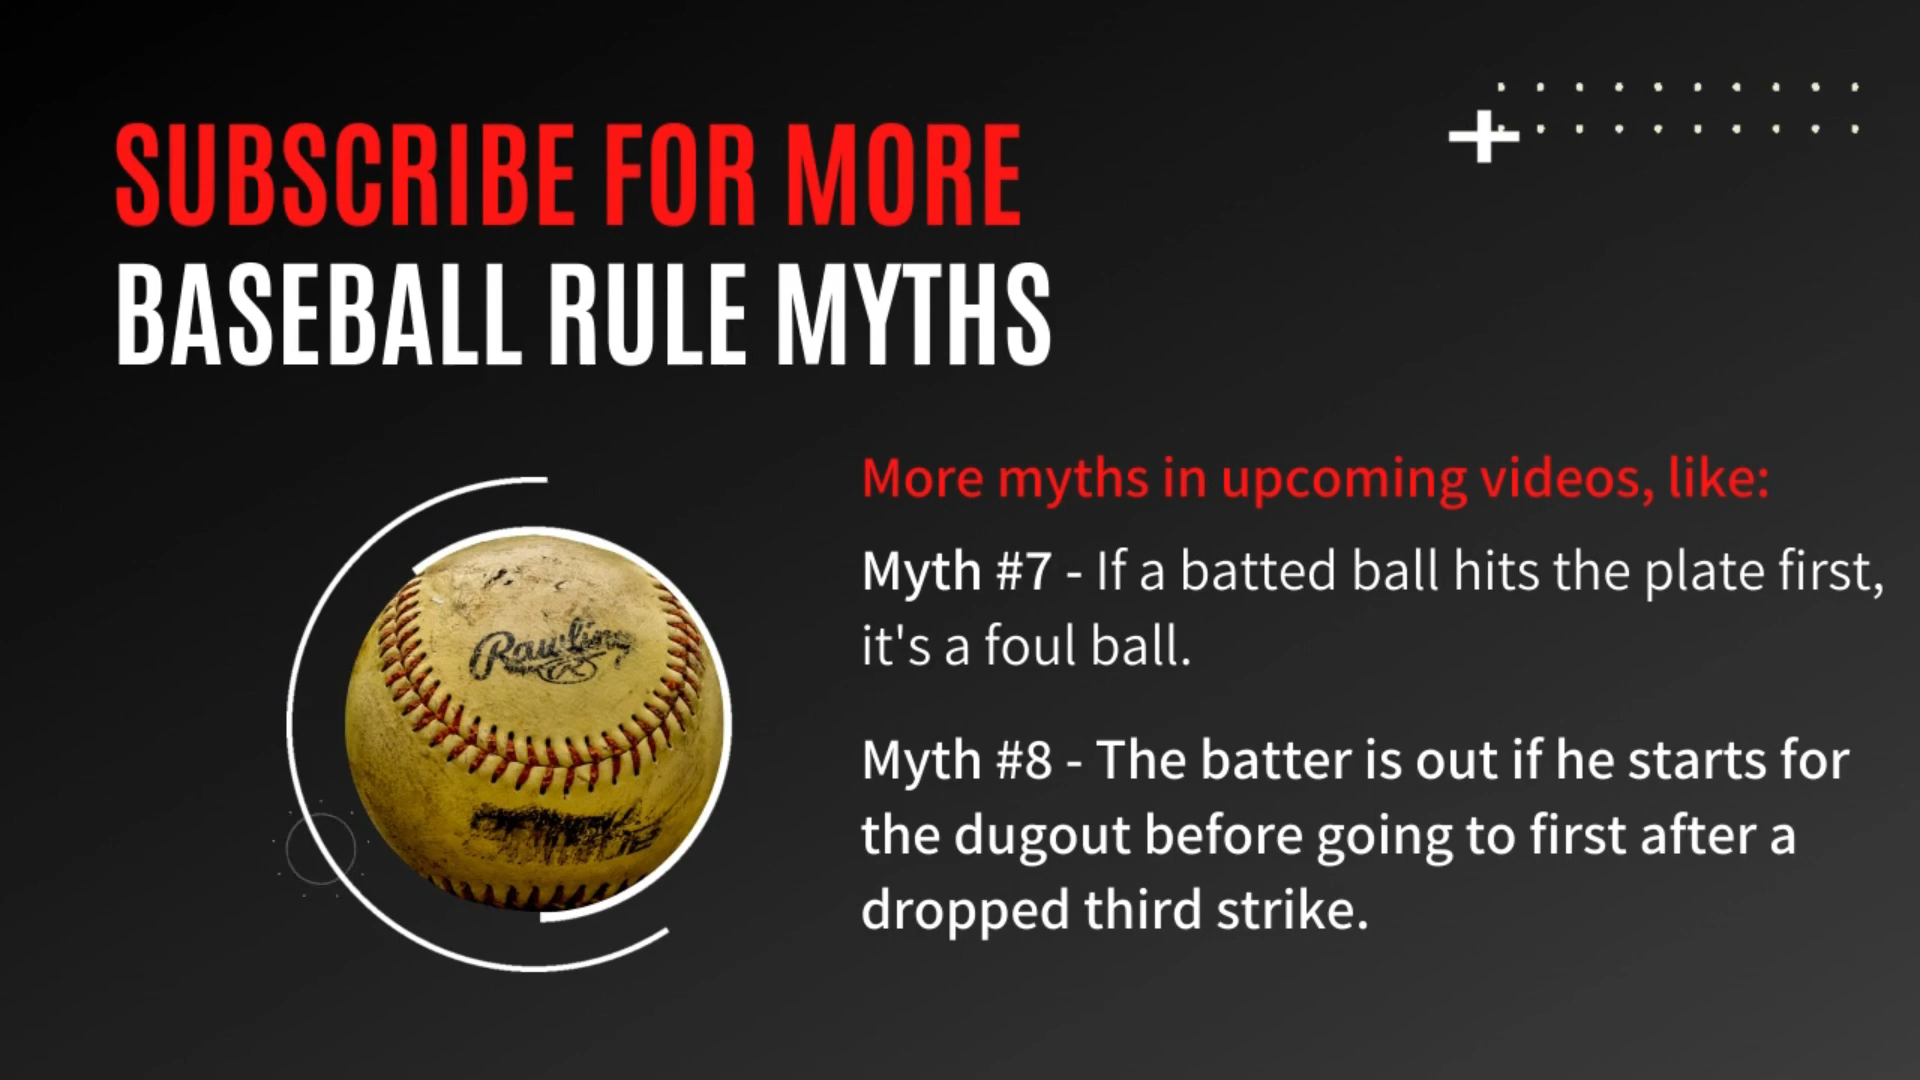 SUBSCRIBE FOR MORE
BASEBALL RULE MYTHS
More myths in upcoming videos, like:
Myth #7 - If a batted ball hits the plate first,
it's a foul ball.
Myth #8 - The batter is out if he starts for
the dugout before going to first after a
dropped third strike.
Rawlings